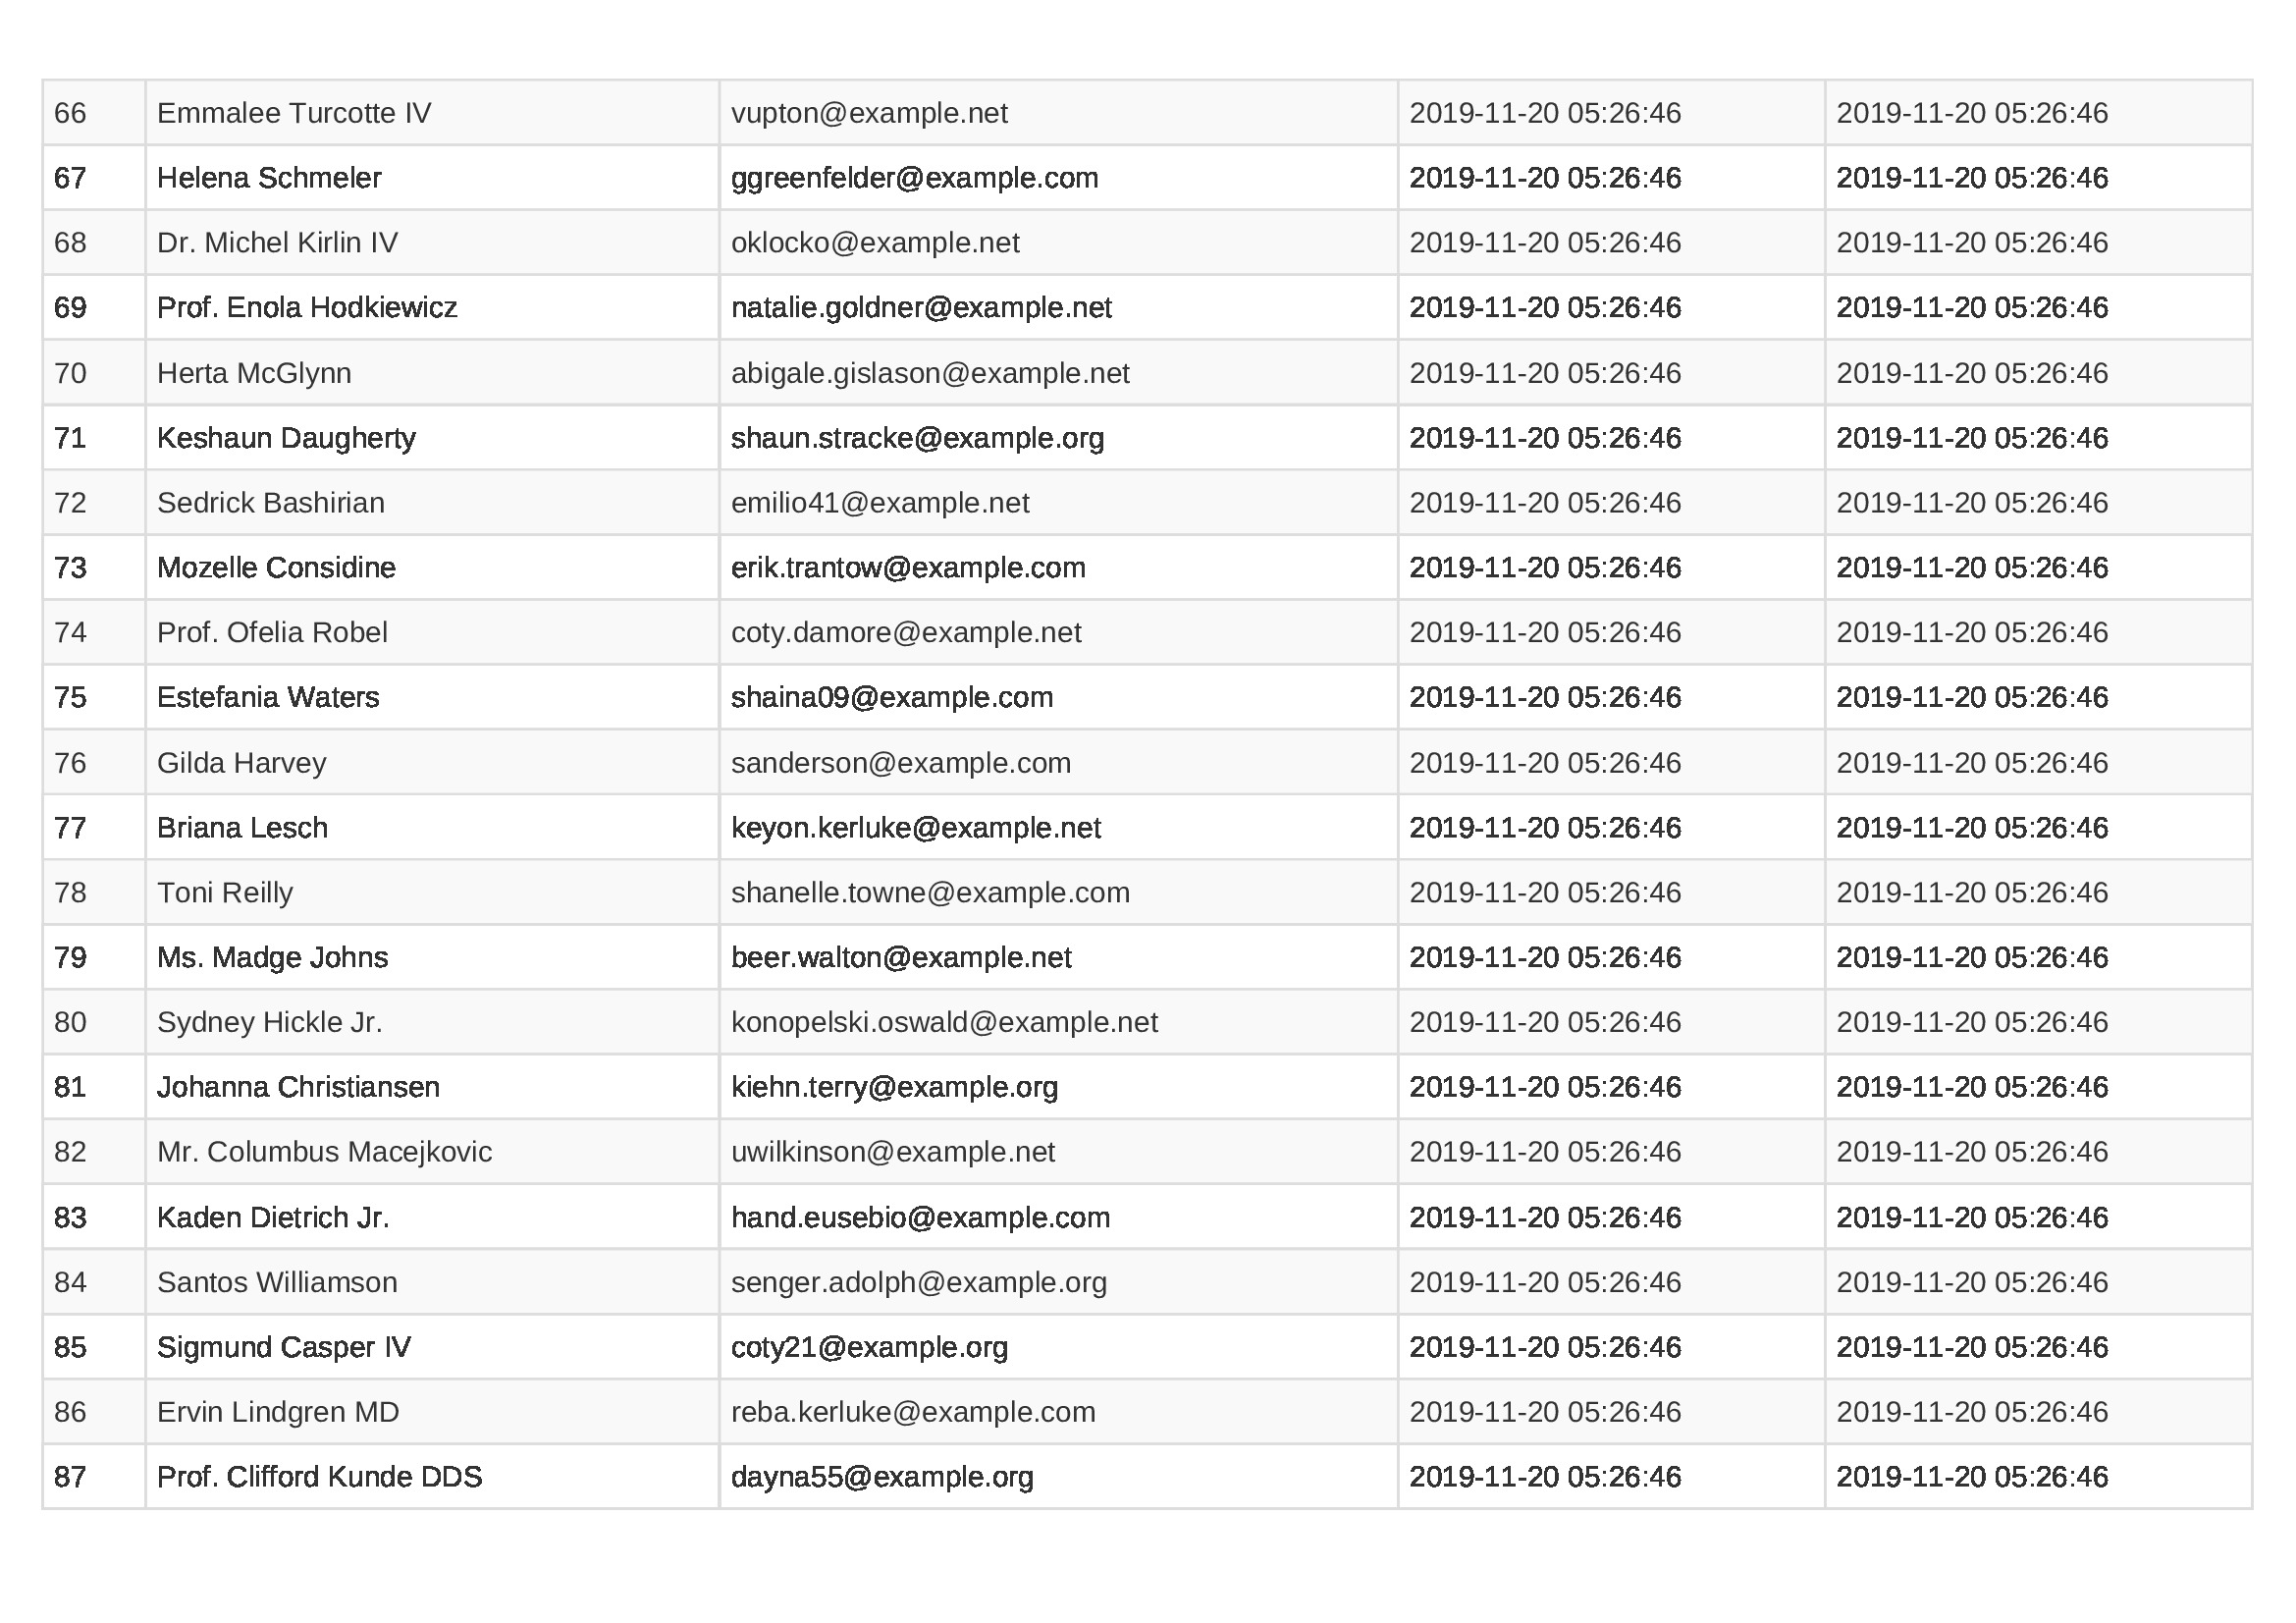 66 Emmalee Turcotte IV vupton@example.net 2019-11-20 05:26:46 2019-11-20 05:26:46
67 Helena Schmeler ggreenfelder@example.com 2019-11-20 05:26:46 2019-11-20 05:26:46
68 Dr. Michel Kirlin IV oklocko@example.net 2019-11-20 05:26:46 2019-11-20 05:26:46
69 Prof. Enola Hodkiewicz natalie.goldner@example.net 2019-11-20 05:26:46 2019-11-20 05:26:46
70 Herta McGlynn abigale.gislason@example.net 2019-11-20 05:26:46 2019-11-20 05:26:46
71 Keshaun Daugherty shaun.stracke@example.org 2019-11-20 05:26:46 2019-11-20 05:26:46
72 Sedrick Bashirian emilio41@example.net 2019-11-20 05:26:46 2019-11-20 05:26:46
73 Mozelle Considine erik.trantow@example.com 2019-11-20 05:26:46 2019-11-20 05:26:46
74 Prof. Ofelia Robel coty.damore@example.net 2019-11-20 05:26:46 2019-11-20 05:26:46
75 Estefania Waters shaina09@example.com 2019-11-20 05:26:46 2019-11-20 05:26:46
76 Gilda Harvey sanderson@example.com 2019-11-20 05:26:46 2019-11-20 05:26:46
77 Briana Lesch keyon.kerluke@example.net 2019-11-20 05:26:46 2019-11-20 05:26:46
78 Toni Reilly shanelle.towne@example.com 2019-11-20 05:26:46 2019-11-20 05:26:46
79 Ms. Madge Johns beer.walton@example.net 2019-11-20 05:26:46 2019-11-20 05:26:46
80 Sydney Hickle Jr. konopelski.oswald@example.net 2019-11-20 05:26:46 2019-11-20 05:26:46
81 Johanna Christiansen kiehn.terry@example.org 2019-11-20 05:26:46 2019-11-20 05:26:46
82 Mr. Columbus Macejkovic uwilkinson@example.net 2019-11-20 05:26:46 2019-11-20 05:26:46
83 Kaden Dietrich Jr. hand.eusebio@example.com 2019-11-20 05:26:46 2019-11-20 05:26:46
84 Santos Williamson senger.adolph@example.org 2019-11-20 05:26:46 2019-11-20 05:26:46
85 Sigmund Casper IV coty21@example.org 2019-11-20 05:26:46 2019-11-20 05:26:46
86 Ervin Lindgren MD reba.kerluke@example.com 2019-11-20 05:26:46 2019-11-20 05:26:46
87 Prof. Clifford Kunde DDS dayna55@example.org 2019-11-20 05:26:46 2019-11-20 05:26:46